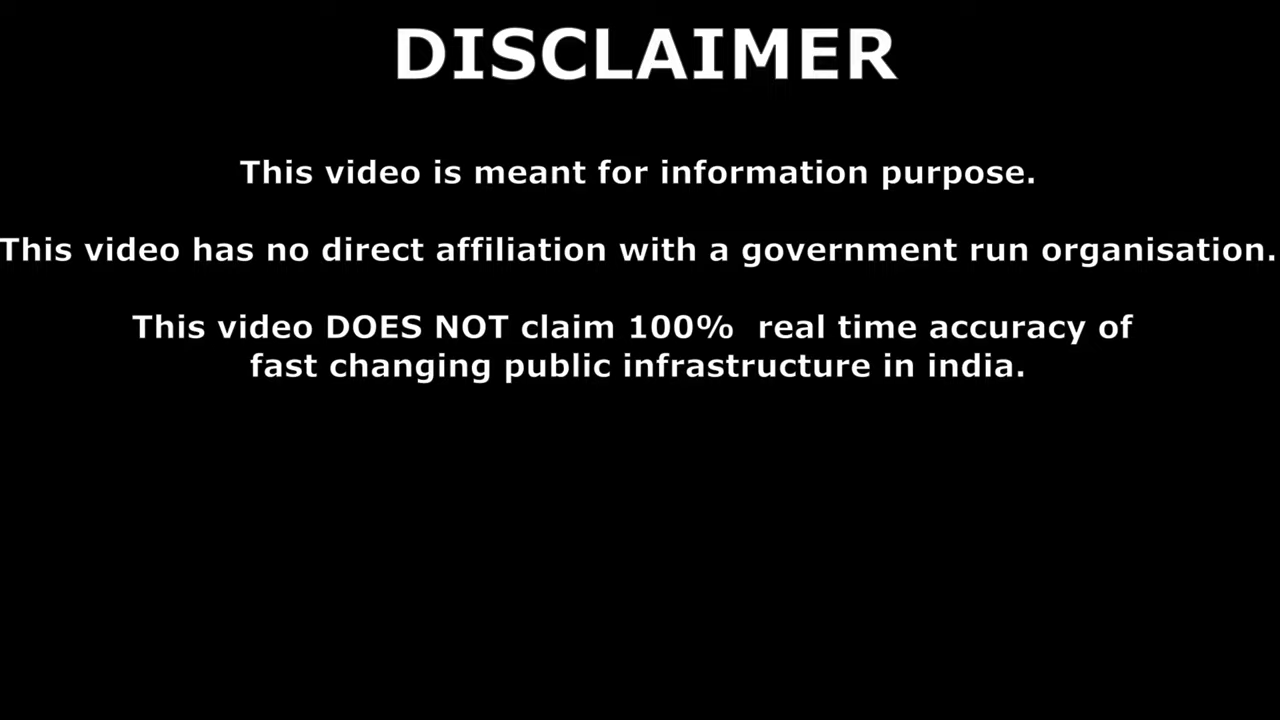 DISCLAIMER
This video is meant for information purpose.
This video has no direct affiliation with a government run organisation.
This video DOES NOT claim 100%  real time accuracy of
fast changing public infrastructure in india.